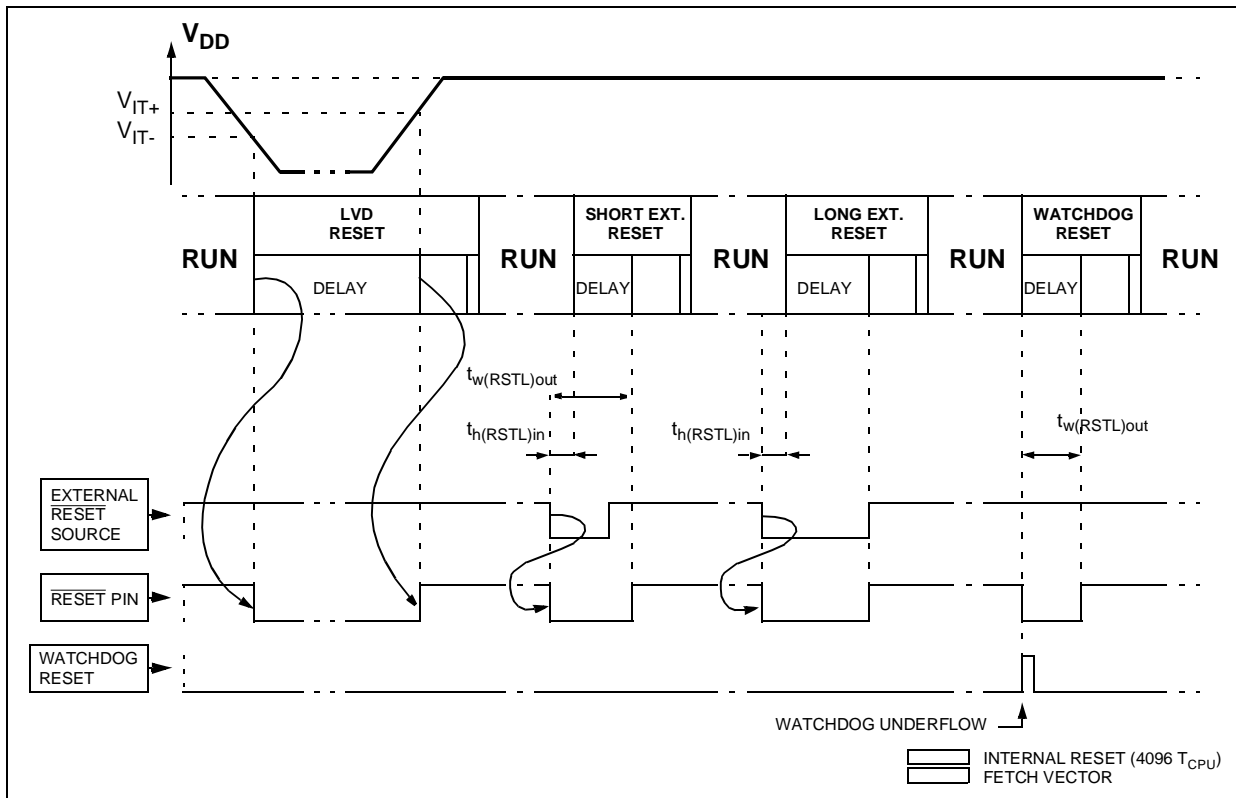 VDD
VIT+
VIT-
LVD
RESET
SHORT EXT.
RESET
LONG EXT.
RESET
WATCHDOG
RESET
RUN
RUN
RUN
RUN
RUN
DELAY
DELAY
DELAY
DELAY
tw(RSTL)out
th(RSTL)in
th(RSTL)in
tw(RSTL)out
EXTERNAL
RESET
SOURCE
RESET PIN
WATCHDOG
RESET
WATCHDOG UNDERFLOW
INTERNAL RESET (4096 TCPU)
FETCH VECTOR